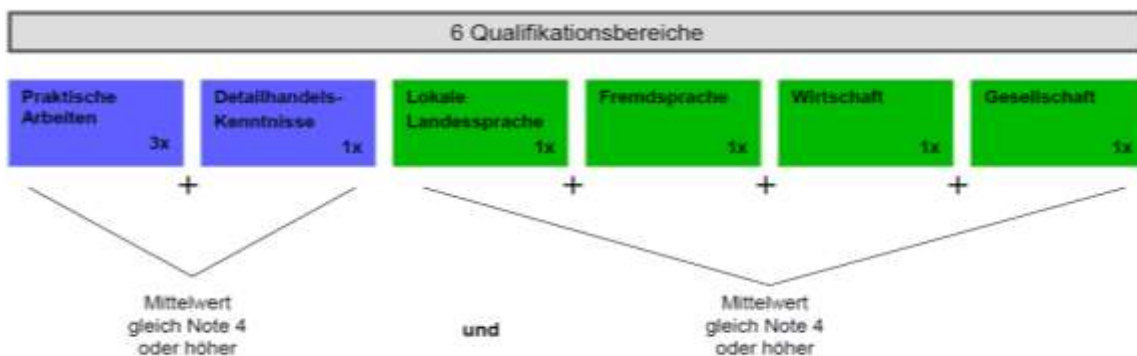 6 Qualifikationsbereiche
Praktische
Arbeiten
3x
Detailhandels-
Kenntnisse
1x
Lokale
Landessprache
1x
Fremdsprache
1x
Wirtschaft
1x
Gesellschaft
1x
+
+
+
+
Mittelwert
gleich Note 4
oder höher
und
Mittelwert
gleich Note 4
oder höher